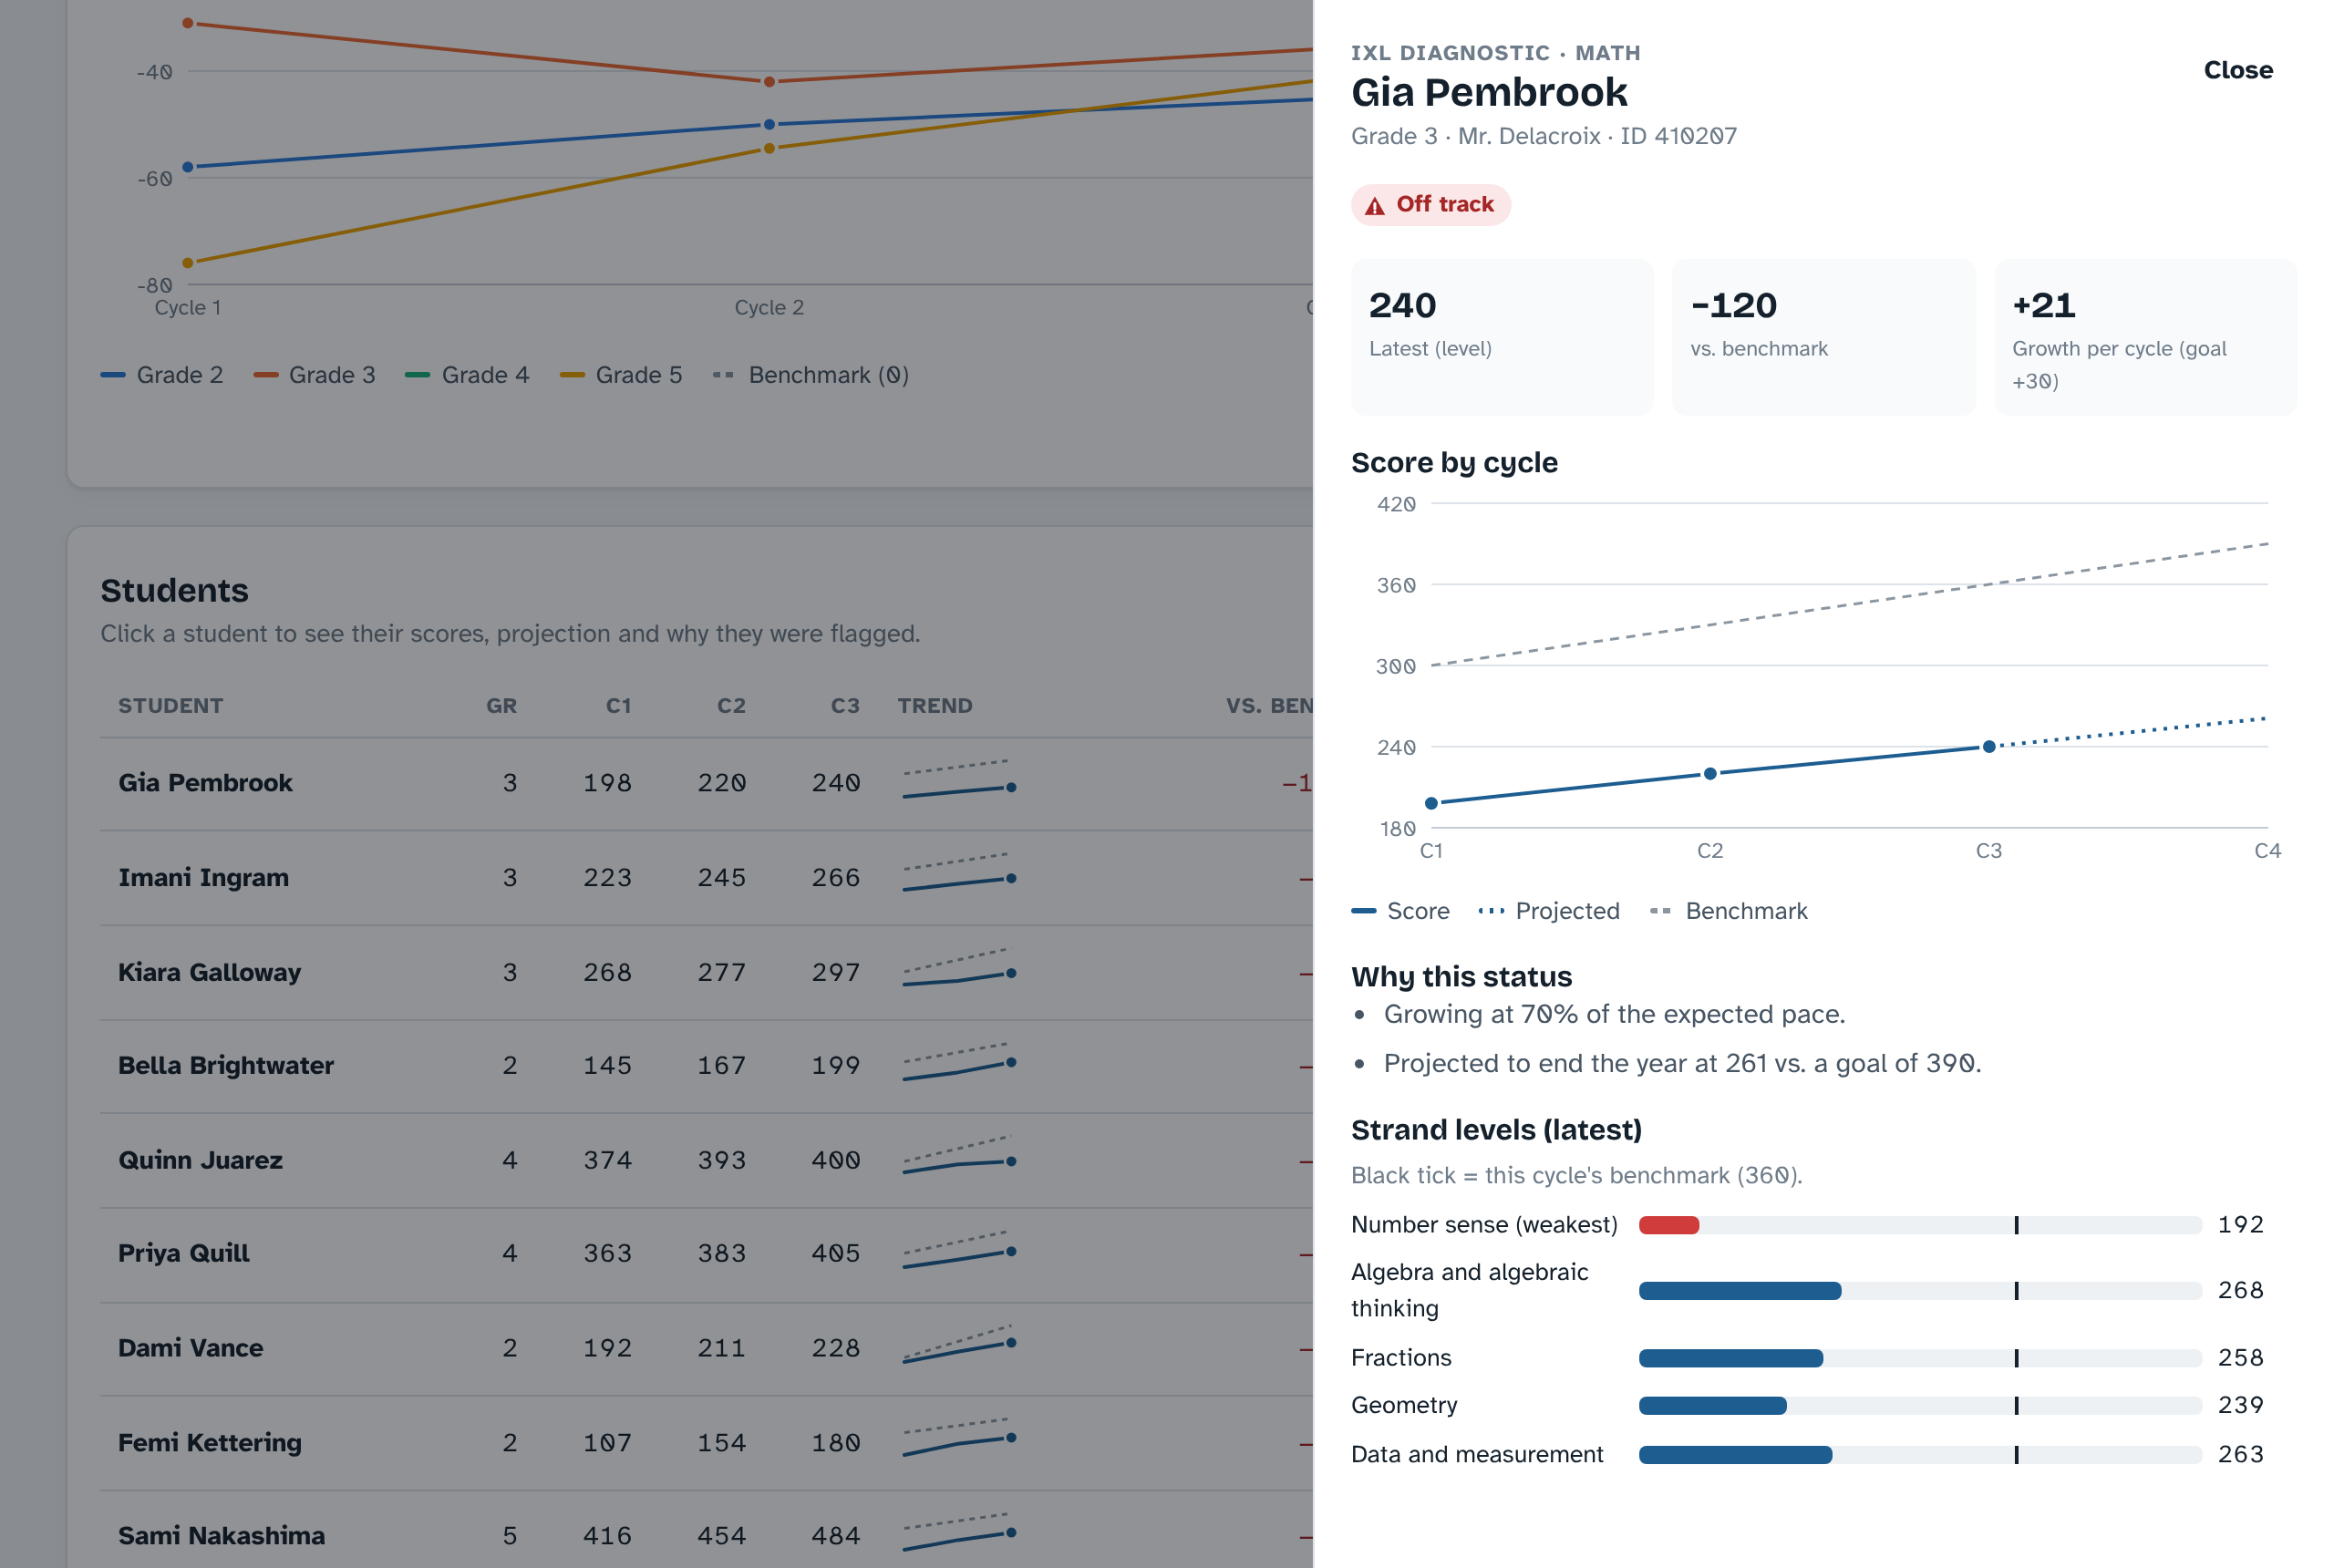 -40
-60
-80
Cycle 1 Cycle 2
Grade 2 Grade 3 Grade 4 Grade 5 Benchmark (0)
Students
Click a student to see their scores, projection and why they were flagged.
STUDENT GR C1 C2 C3 TREND VS. BEN
Gia Pembrook 3 198 220 240 −1
Imani Ingram 3 223 245 266 −
Kiara Galloway 3 268 277 297 −
Bella Brightwater 2 145 167 199 −
Quinn Juarez 4 374 393 400 −
Priya Quill 4 363 383 405 −
Dami Vance 2 192 211 228 −
Femi Kettering 2 107 154 180 −
Sami Nakashima 5 416 454 484 −
IXL DIAGNOSTIC · MATH
Gia Pembrook
Close
Grade 3 · Mr. Delacroix · ID 410207
Off track
240
Latest (level)
−120
vs. benchmark
+21
Growth per cycle (goal
+30)
Score by cycle
420
360
300
240
180
C1 C2 C3 C4
Score Projected Benchmark
Why this status
• Growing at 70% of the expected pace.
• Projected to end the year at 261 vs. a goal of 390.
Strand levels (latest)
Black tick = this cycle's benchmark (360).
Number sense (weakest) 192
Algebra and algebraic
thinking 268
Fractions 258
Geometry 239
Data and measurement 263